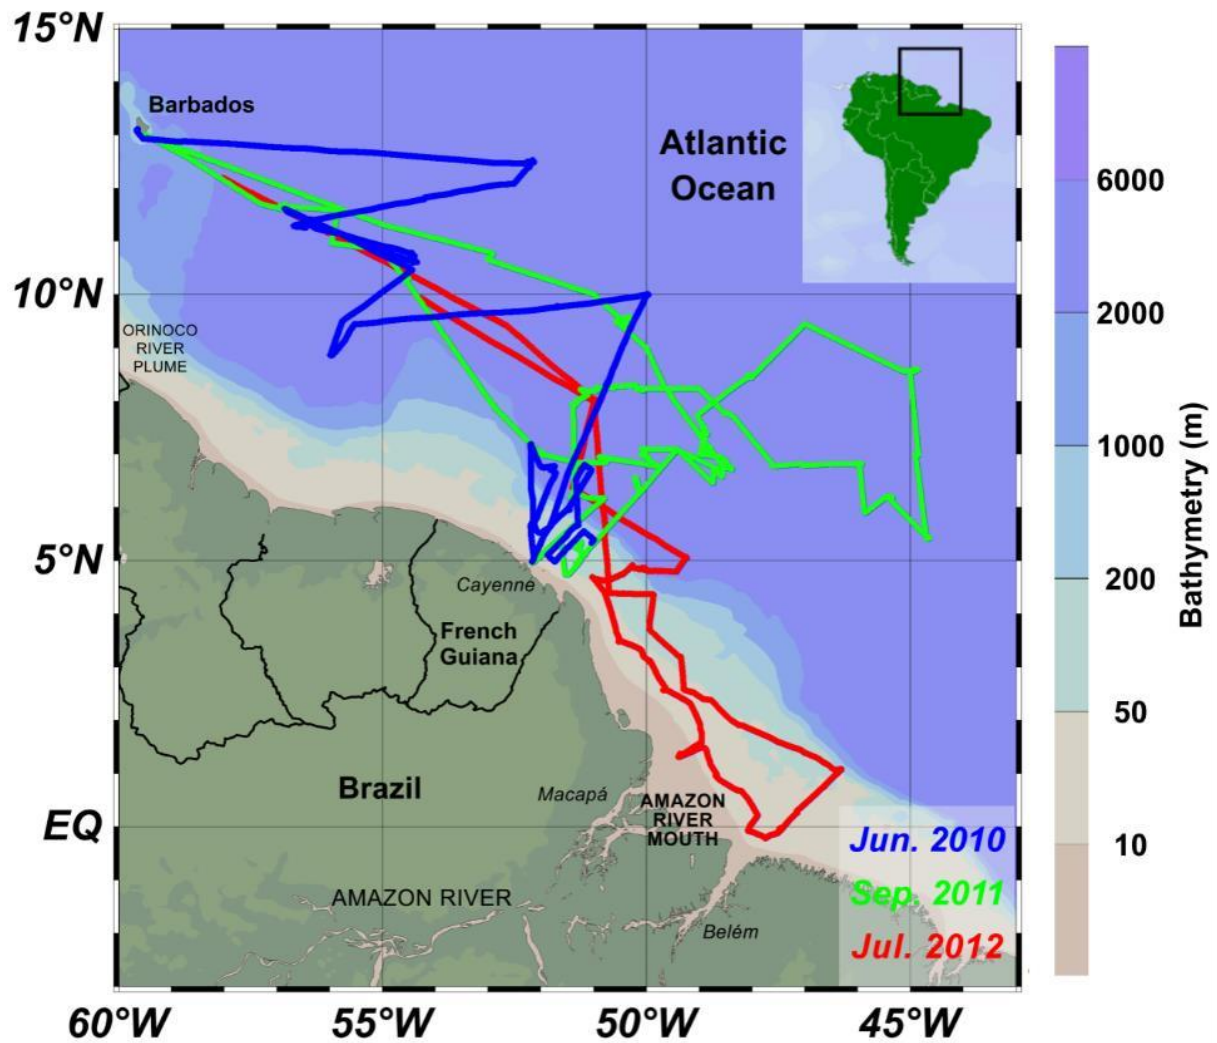 15°N
10°N
5°N
EQ
60°W
55°W
50°W
45°W
Barbados
Atlantic
Ocean
ORINOCO
RIVER
PLUME
Cayenne
French
Guiana
Brazil
Macapá
AMAZON
RIVER
MOUTH
AMAZON RIVER
Belém
Jun. 2010
Sep. 2011
Jul. 2012
6000
2000
1000
200
50
10
Bathymetry (m)